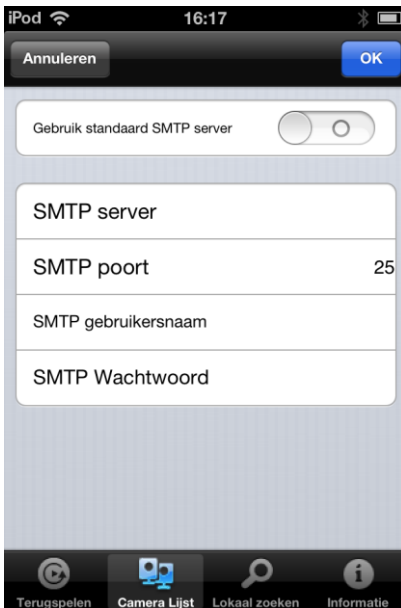 iPod 16:17
Annuleren OK
Gebruik standaard SMTP server
SMTP server
SMTP poort 25
SMTP gebruikersnaam
SMTP Wachtwoord
Terugspelen Camera Lijst Lokaal zoeken Informatie